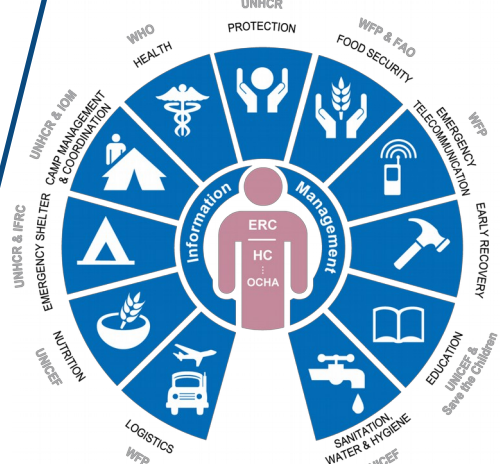 UNHCR
PROTECTION
WFP & FAO
FOOD SECURITY
WFP
EMERGENCY
TELECOMMUNICATION
EARLY RECOVERY
EDUCATION
UNICEF &
Save the Children
SANITATION,
WATER & HYGIENE
UNICEF
LOGISTICS
WFP
NUTRITION
UNICEF
EMERGENCY SHELTER
UNHCR & IFRC
CAMP MANAGEMENT
& COORDINATION
UNHCR & IOM
HEALTH
WHO
Information Management
ERC
HC
OCHA